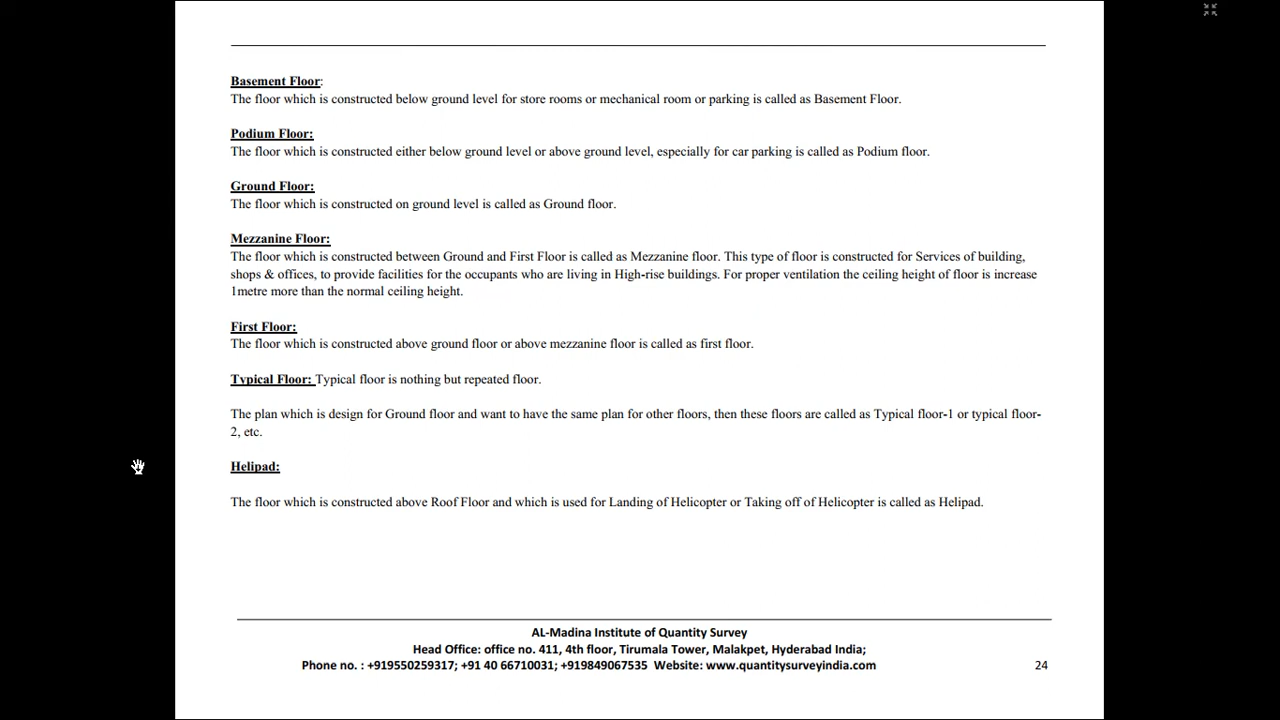 Basement Floor:
The floor which is constructed below ground level for store rooms or mechanical room or parking is called as Basement Floor.
Podium Floor:
The floor which is constructed either below ground level or above ground level, especially for car parking is called as Podium floor.
Ground Floor:
The floor which is constructed on ground level is called as Ground floor.
Mezzanine Floor:
The floor which is constructed between Ground and First Floor is called as Mezzanine floor. This type of floor is constructed for Services of building,
shops & offices, to provide facilities for the occupants who are living in High-rise buildings. For proper ventilation the ceiling height of floor is increase
1metre more than the normal ceiling height.
First Floor:
The floor which is constructed above ground floor or above mezzanine floor is called as first floor.
Typical Floor: Typical floor is nothing but repeated floor.
The plan which is design for Ground floor and want to have the same plan for other floors, then these floors are called as Typical floor-1 or typical floor-
2, etc.
Helipad:
The floor which is constructed above Roof Floor and which is used for Landing of Helicopter or Taking off of Helicopter is called as Helipad.
AL-Madina Institute of Quantity Survey
Head Office: office no. 411, 4th floor, Tirumala Tower, Malakpet, Hyderabad India;
Phone no. : +919550259317; +91 40 66710031; +919849067535 Website: www.quantitysurveyindia.com 24